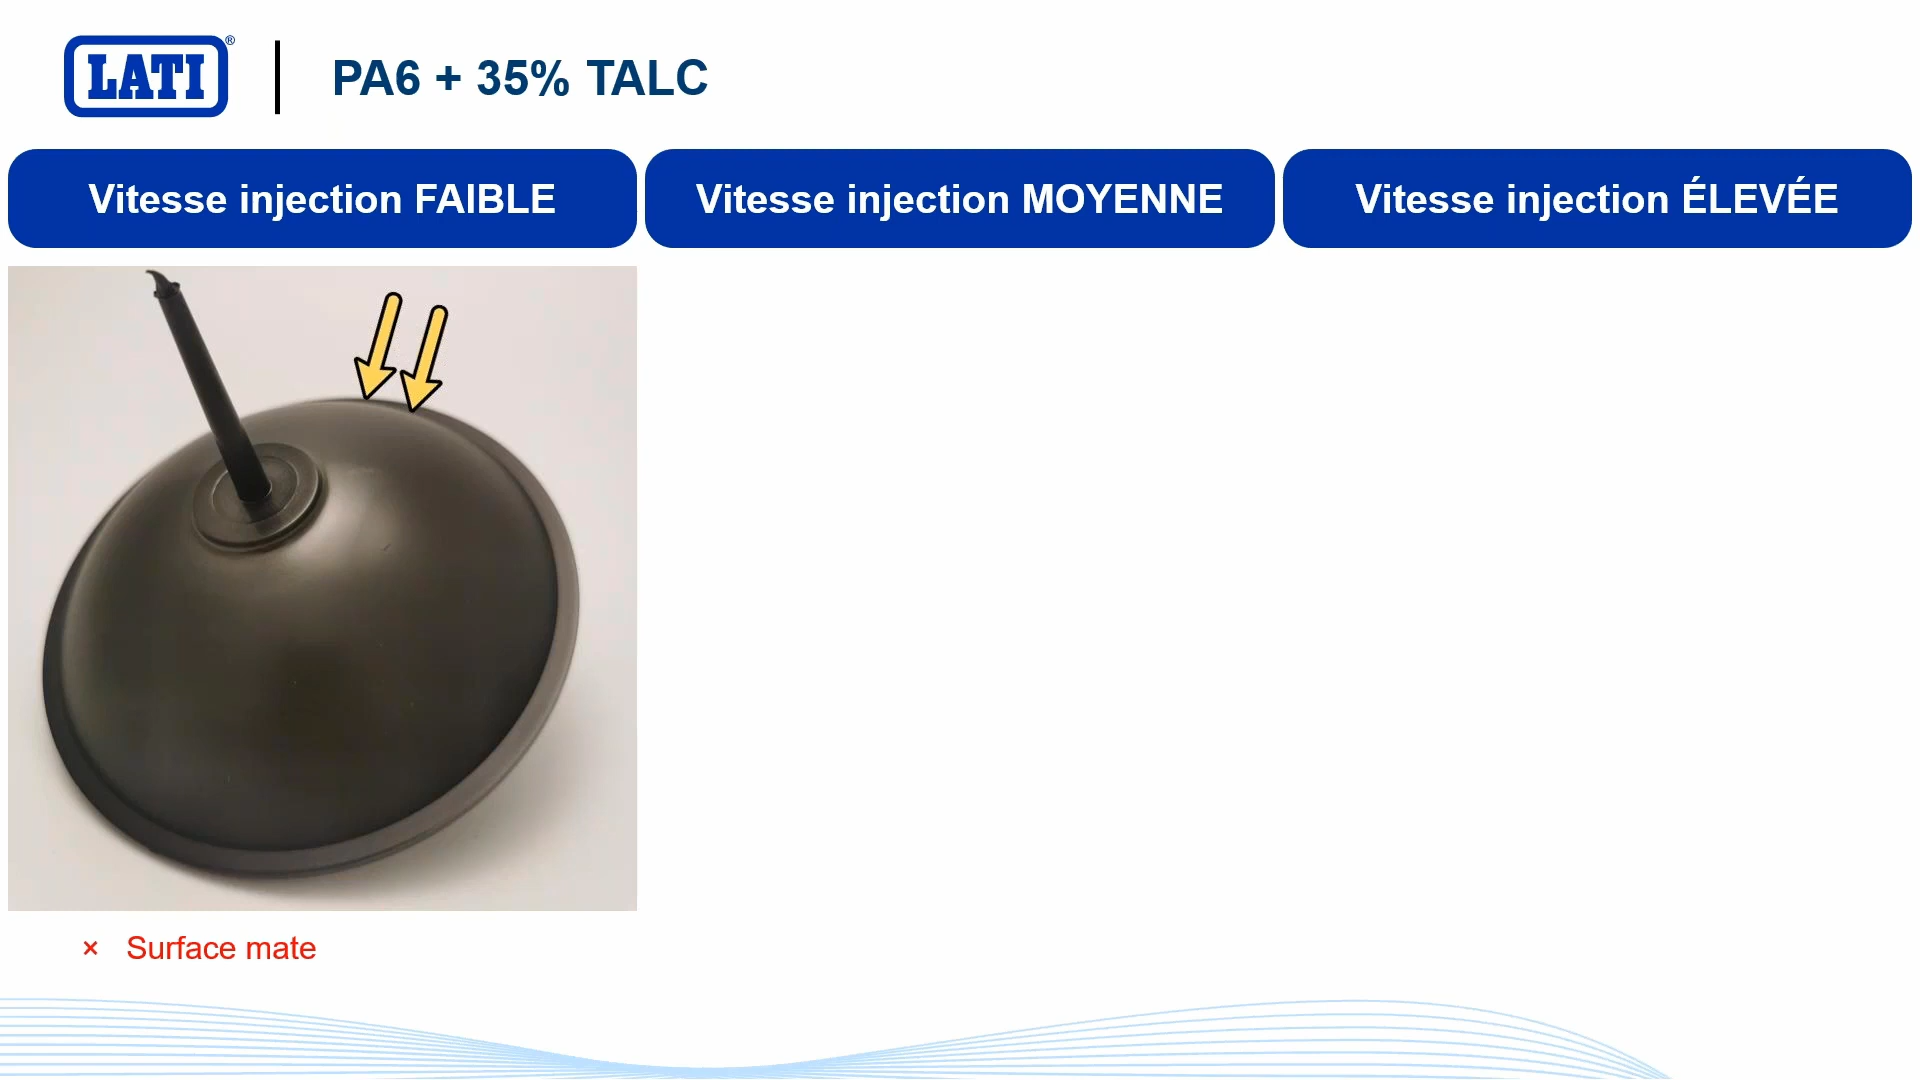 LATI®
PA6 + 35% TALC
Vitesse injection FAIBLE
Vitesse injection MOYENNE
Vitesse injection ÉLEVÉE
× Surface mate